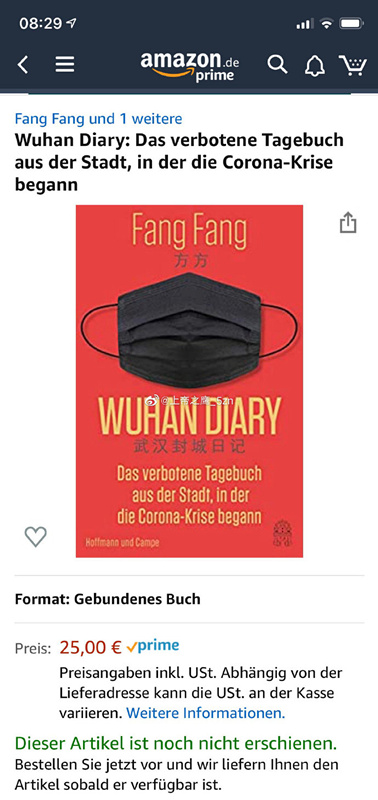 08:29
amazon.de
prime
Fang Fang und 1 weitere
Wuhan Diary: Das verbotene Tagebuch
aus der Stadt, in der die Corona-Krise
begann
Fang Fang
方方
@上帝之鹰_5zn
WUHAN DIARY
武汉封城日记
Das verbotene Tagebuch
aus der Stadt, in der
die Corona-Krise begann
Hoffmann und Campe
Format: Gebundenes Buch
Preis: 25,00 € prime
Preisangaben inkl. USt. Abhängig von der
Lieferadresse kann die USt. an der Kasse
variieren. Weitere Informationen.
Dieser Artikel ist noch nicht erschienen.
Bestellen Sie jetzt vor und wir liefern Ihnen den
Artikel sobald er verfügbar ist.